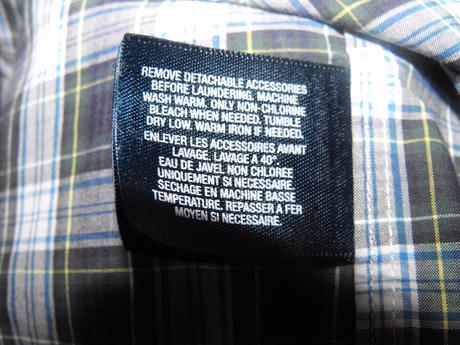 REMOVE DETACHABLE ACCESSORIES
BEFORE LAUNDERING. MACHINE
WASH WARM. ONLY NON-CHLORINE
BLEACH WHEN NEEDED. TUMBLE
DRY LOW. WARM IRON IF NEEDED.
ENLEVER LES ACCESSOIRES AVANT
LAVAGE. LAVAGE A 40°.
EAU DE JAVEL NON CHLOREE
UNIQUEMENT SI NECESSAIRE.
SECHAGE EN MACHINE BASSE
TEMPERATURE. REPASSER A FER
MOYEN SI NECESSAIRE.